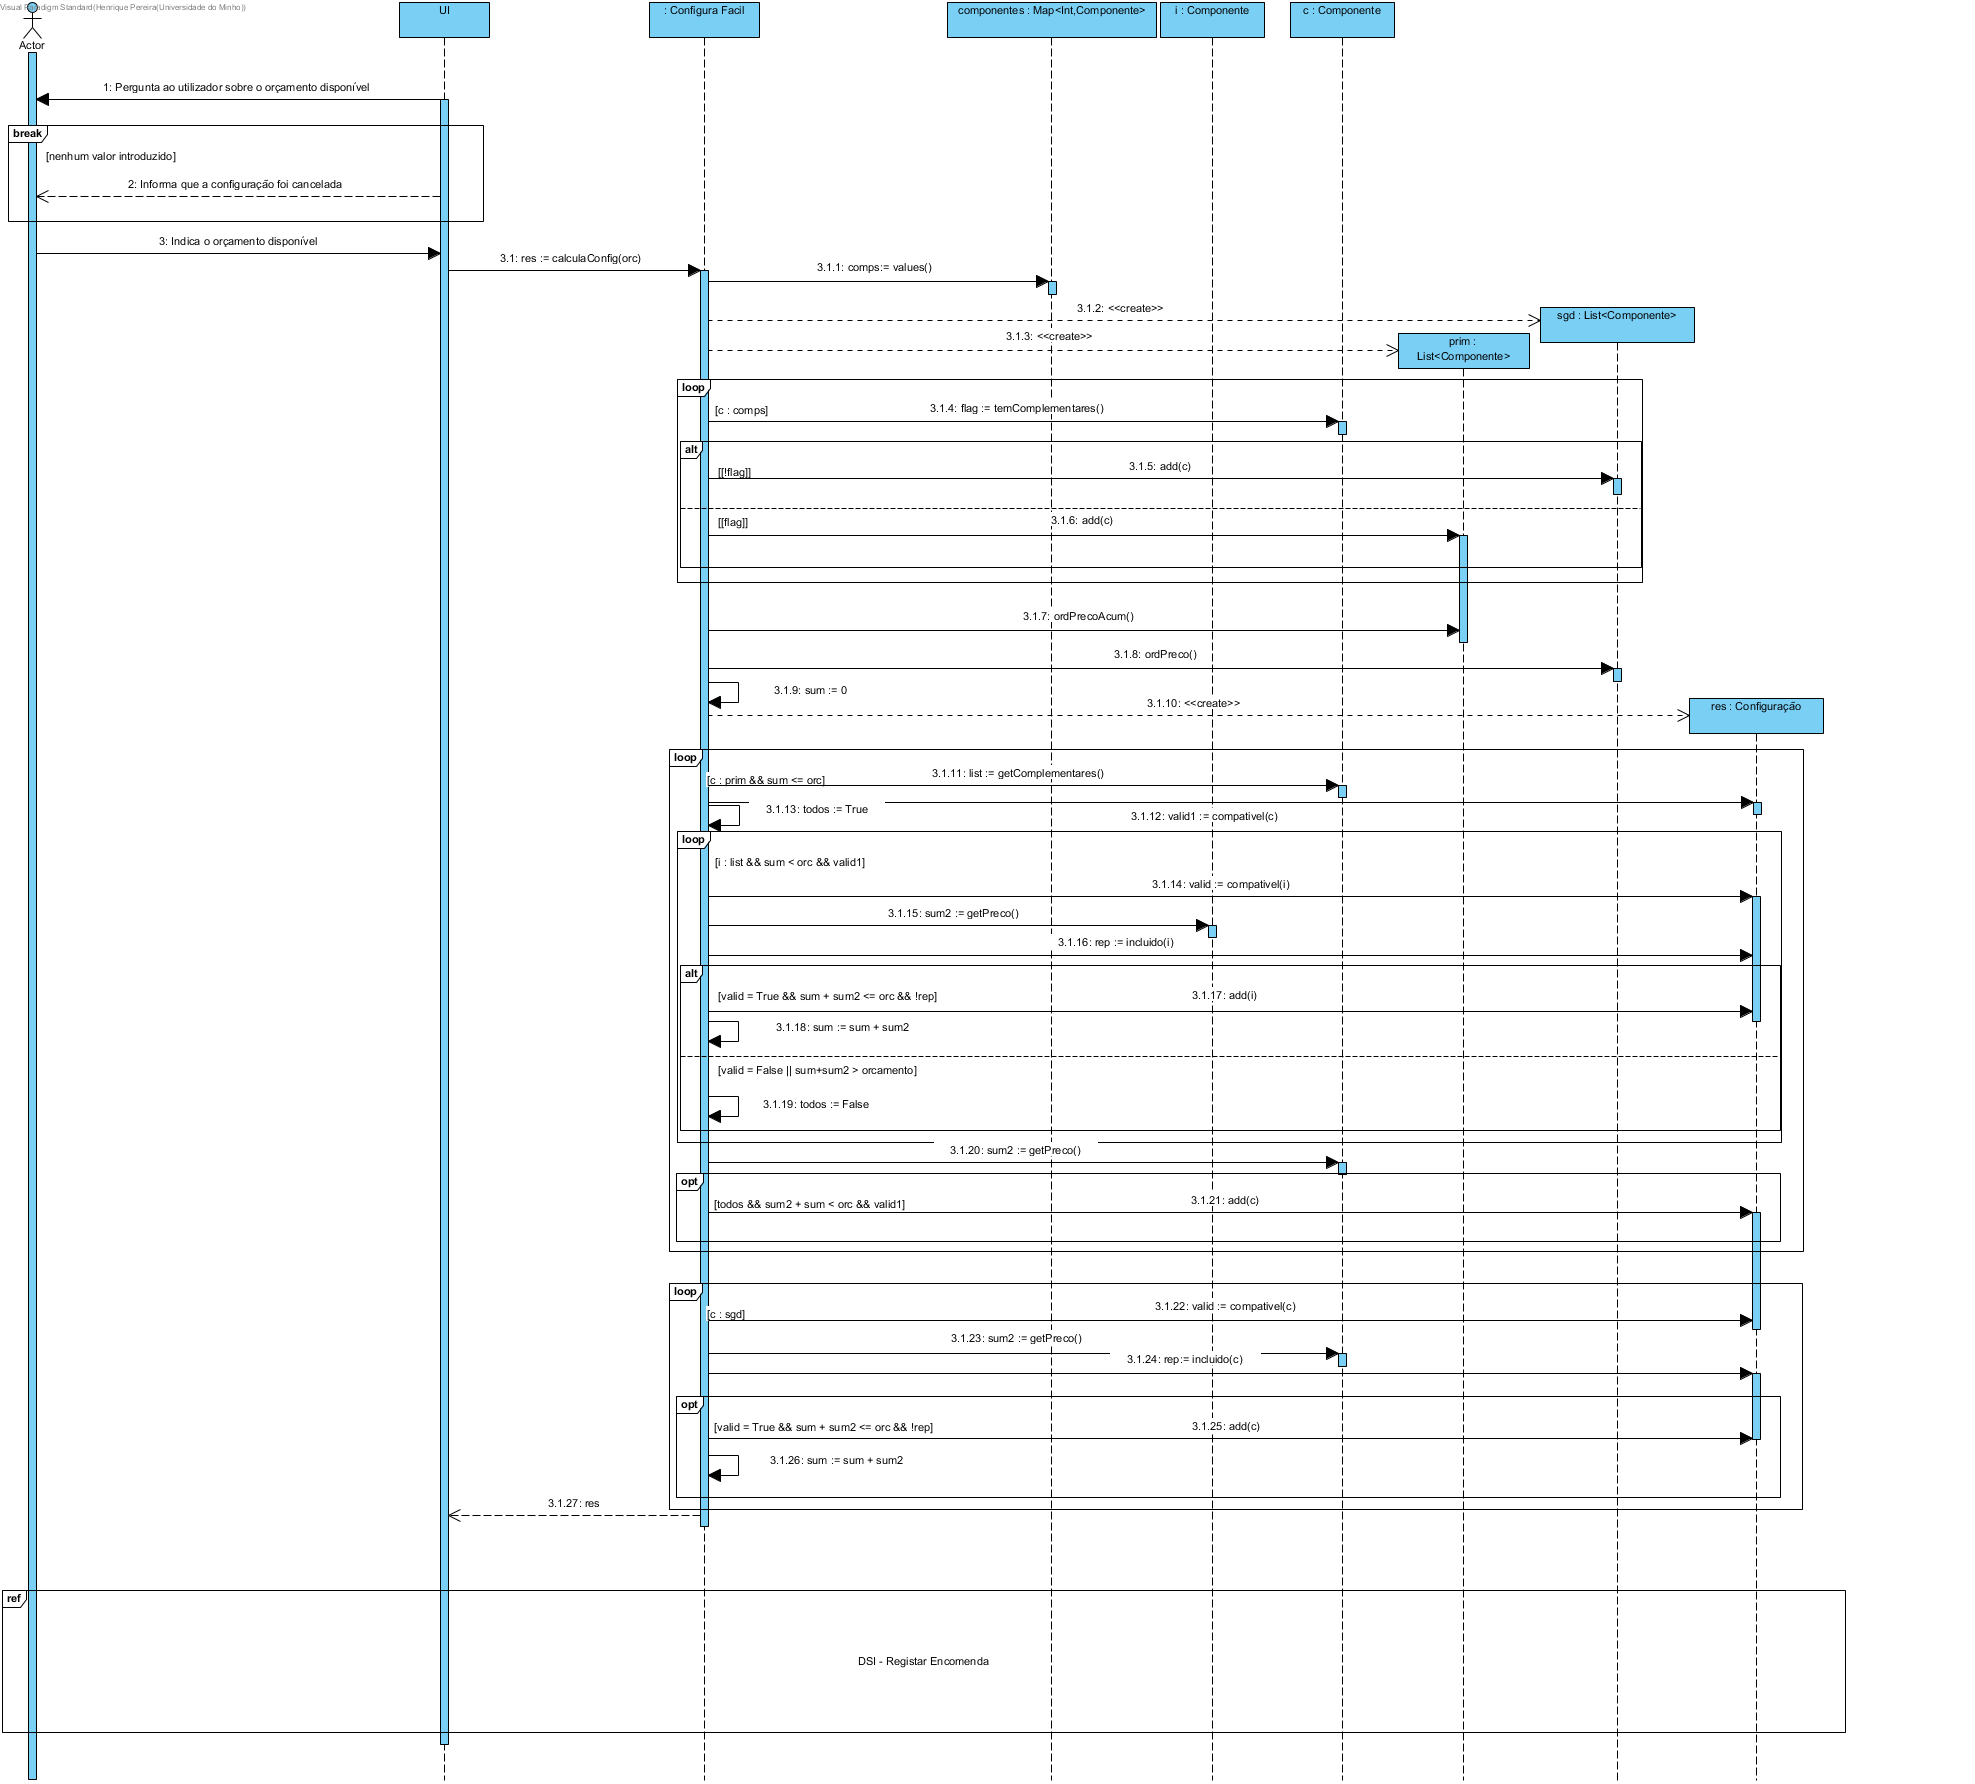 Visual Paradigm Standard(Henrique Pereira(Universidade do Minho))
Actor
UI
: Configura Facil
componentes : Map<Int,Componente>
i : Componente
c : Componente
1: Pergunta ao utilizador sobre o orçamento disponível
break
[nenhum valor introduzido]
2: Informa que a configuração foi cancelada
3: Indica o orçamento disponível
3.1: res := calculaConfig(orc)
3.1.1: comps:= values()
3.1.2: <<create>>
sgd : List<Componente>
3.1.3: <<create>>
prim :
List<Componente>
loop
[c : comps]
3.1.4: flag := temComplementares()
alt
[[!flag]]
3.1.5: add(c)
[[flag]]
3.1.6: add(c)
3.1.7: ordPrecoAcum()
3.1.8: ordPreco()
3.1.9: sum := 0
3.1.10: <<create>>
res : Configuração
loop
[c : prim && sum <= orc]
3.1.11: list := getComplementares()
3.1.13: todos := True
3.1.12: valid1 := compativel(c)
loop
[i : list && sum < orc && valid1]
3.1.14: valid := compativel(i)
3.1.15: sum2 := getPreco()
3.1.16: rep := incluido(i)
alt
[valid = True && sum + sum2 <= orc && !rep]
3.1.17: add(i)
3.1.18: sum := sum + sum2
[valid = False || sum+sum2 > orcamento]
3.1.19: todos := False
3.1.20: sum2 := getPreco()
opt
[todos && sum2 + sum < orc && valid1]
3.1.21: add(c)
loop
[c : sgd]
3.1.22: valid := compativel(c)
3.1.23: sum2 := getPreco()
3.1.24: rep:= incluido(c)
opt
[valid = True && sum + sum2 <= orc && !rep]
3.1.25: add(c)
3.1.26: sum := sum + sum2
3.1.27: res
ref
DSI - Registar Encomenda